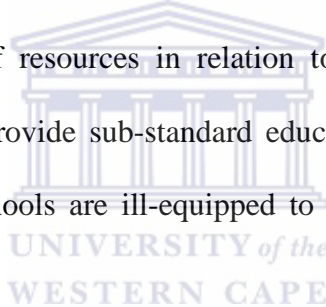 f resources in relation to
rovide sub-standard educ
ools are ill-equipped to
UNIVERSITY of the
WESTERN CAPE